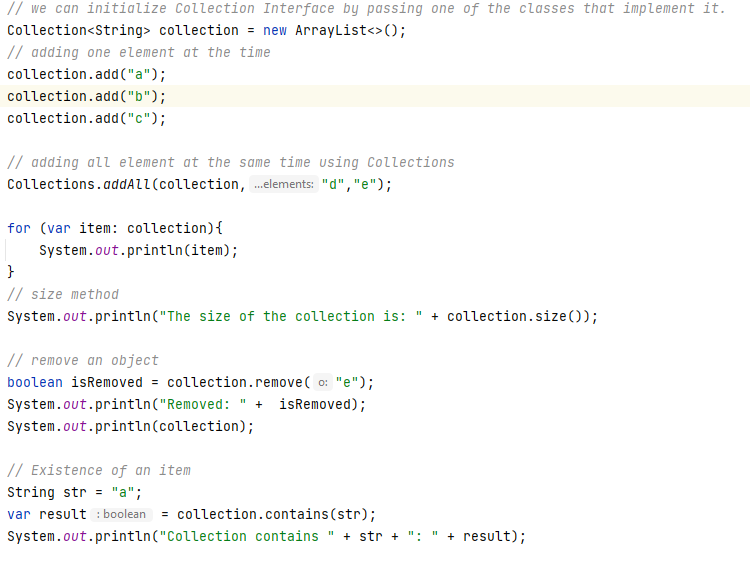 // we can initialize Collection Interface by passing one of the classes that implement it.
Collection<String> collection = new ArrayList<>();
// adding one element at the time
collection.add("a");
collection.add("b");
collection.add("c");
// adding all element at the same time using Collections
Collections.addAll(collection, ...elements: "d","e");
for (var item: collection){
    System.out.println(item);
}
// size method
System.out.println("The size of the collection is: " + collection.size());
// remove an object
boolean isRemoved = collection.remove( o: "e");
System.out.println("Removed: " +  isRemoved);
System.out.println(collection);
// Existence of an item
String str = "a";
var result : boolean = collection.contains(str);
System.out.println("Collection contains " + str + ": " + result);